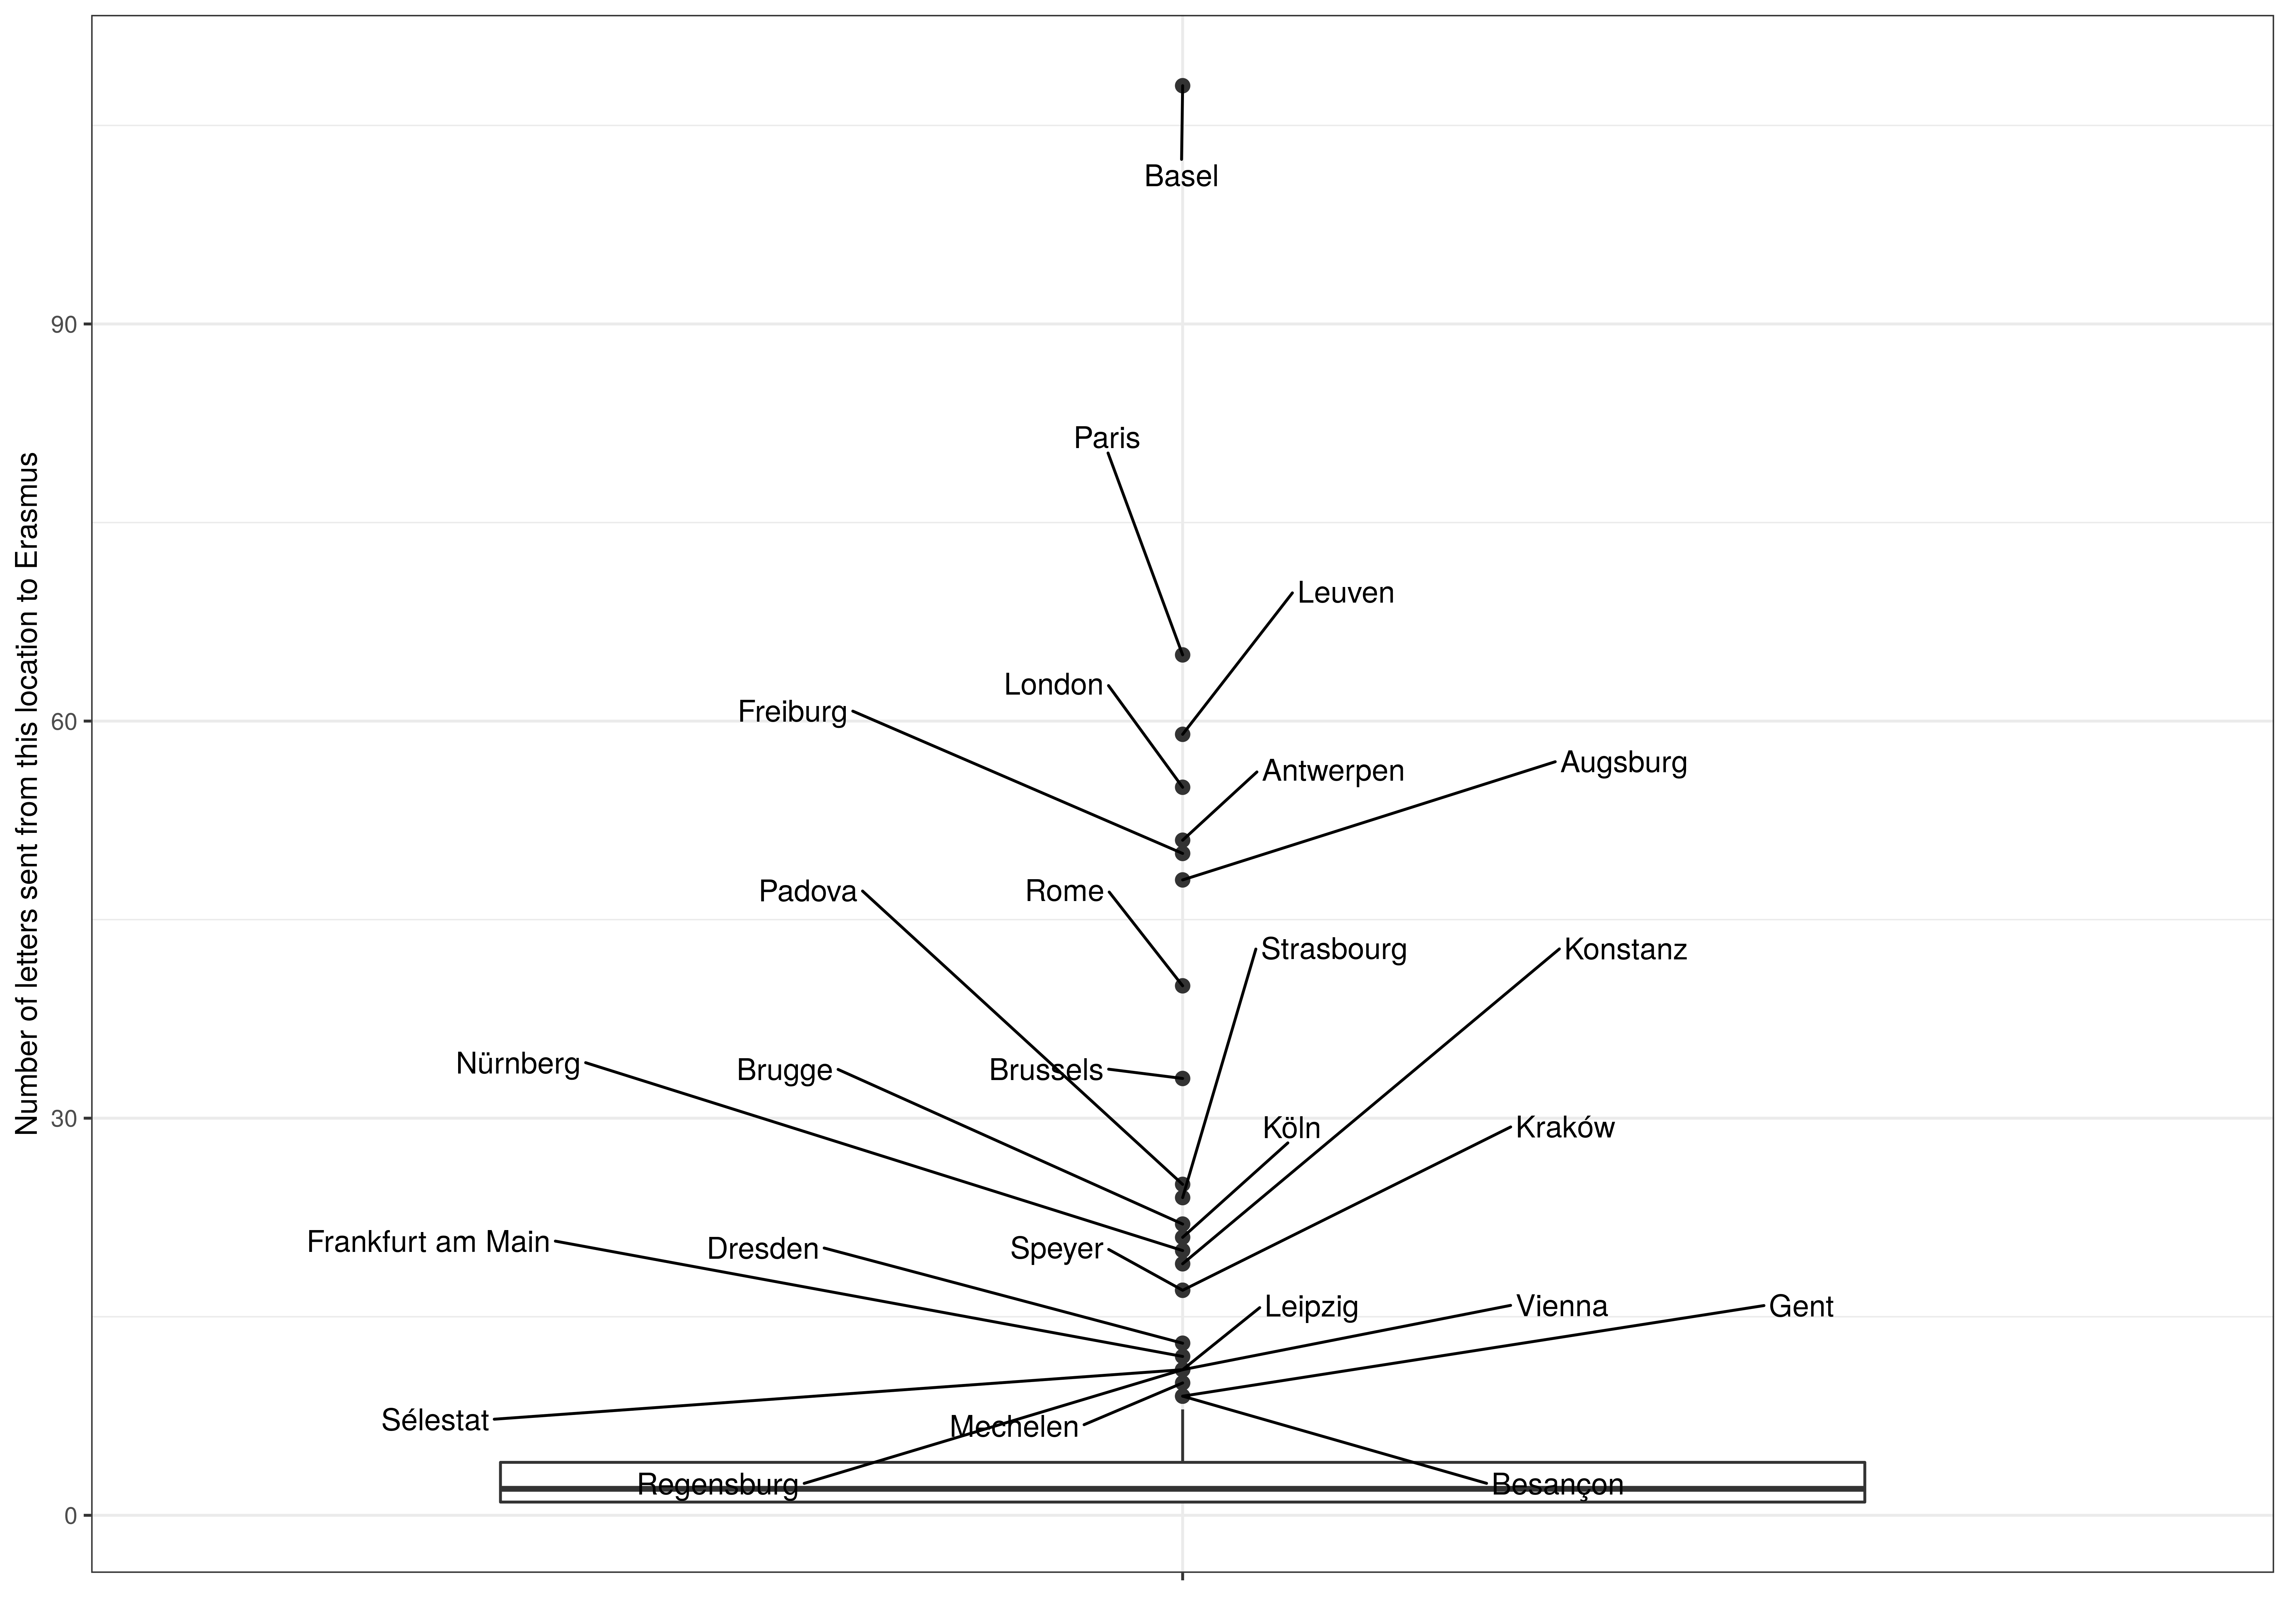 Basel
90
Paris
Leuven
London
Freiburg
60
Antwerpen
Augsburg
Padova
Rome
Strasbourg
Konstanz
Nürnberg
Brugge
Brussels
30
Köln
Kraków
Frankfurt am Main
Dresden
Speyer
Leipzig
Vienna
Gent
Sélestat
Mechelen
Regensburg
Besançon
0
Number of letters sent from this location to Erasmus